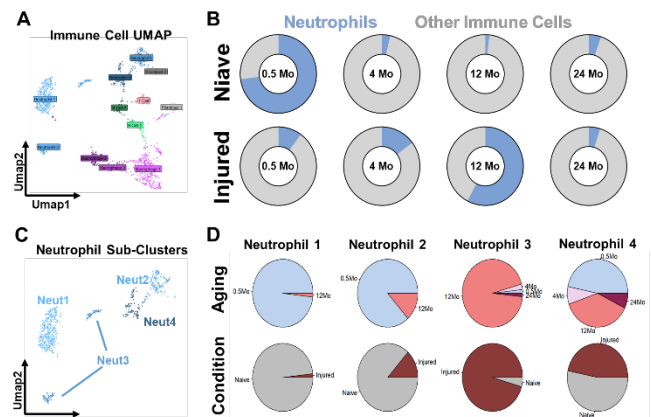 A
Immune Cell UMAP
Neutrophil 1
T Cell
Umap2
Umap1
B
Neutrophils
Other Immune Cells
Niave
0.5 Mo
4 Mo
12 Mo
24 Mo
Injured
0.5 Mo
4 Mo
12 Mo
24 Mo
C
Neutrophil Sub-Clusters
Neut1
Neut2
Neut4
Neut3
Umap2
D
Neutrophil 1
Neutrophil 2
Neutrophil 3
Neutrophil 4
Aging
0.5Mo
12Mo
0.5Mo
12Mo
12Mo
4Mo
0.5Mo
24Mo
0.5Mo
4Mo
12Mo
24Mo
Condition
Naive
Injured
Naive
Injured
Injured
Naive
Injured
Naive